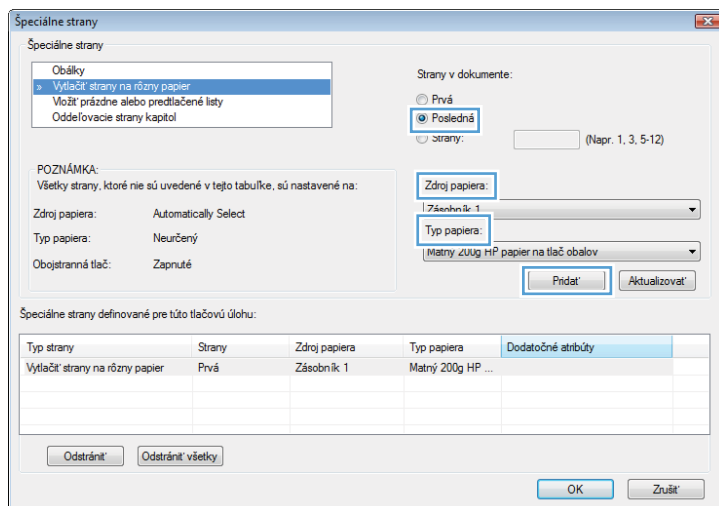 Špeciálne strany
Špeciálne strany
Obálky
» Vytlačiť strany na rôzny papier
Vložiť prázdne alebo predtlačené listy
Oddeľovacie strany kapitol
Strany v dokumente:
Prvá
Posledná
Strany:
(Napr. 1, 3, 5-12)
POZNÁMKA:
Všetky strany, ktoré nie sú uvedené v tejto tabuľke, sú nastavené na:
Zdroj papiera: Automatically Select
Typ papiera: Neurčený
Obojstranná tlač: Zapnuté
Zdroj papiera:
Zásobník 1
Typ papiera:
Matný 200g HP papier na tlač obalov
Pridať Aktualizovať
Špeciálne strany definované pre túto tlačovú úlohu:
Typ strany Strany Zdroj papiera Typ papiera Dodatočné atribúty
Vytlačiť strany na rôzny papier Prvá Zásobník 1 Matný 200g HP ...
Odstrániť Odstrániť všetky
OK Zrušiť